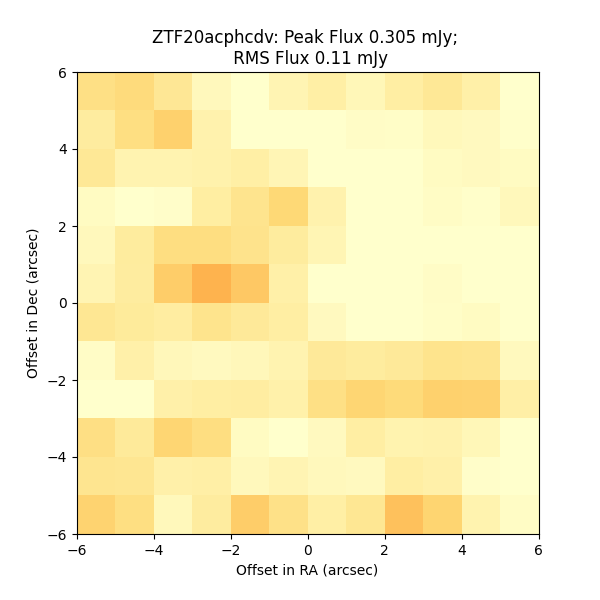 ZTF20acphcdv: Peak Flux 0.305 mJy;
RMS Flux 0.11 mJy
6
4
2
0
−2
−4
−6
Offset in Dec (arcsec)
−6 −4 −2 0 2 4 6
Offset in RA (arcsec)